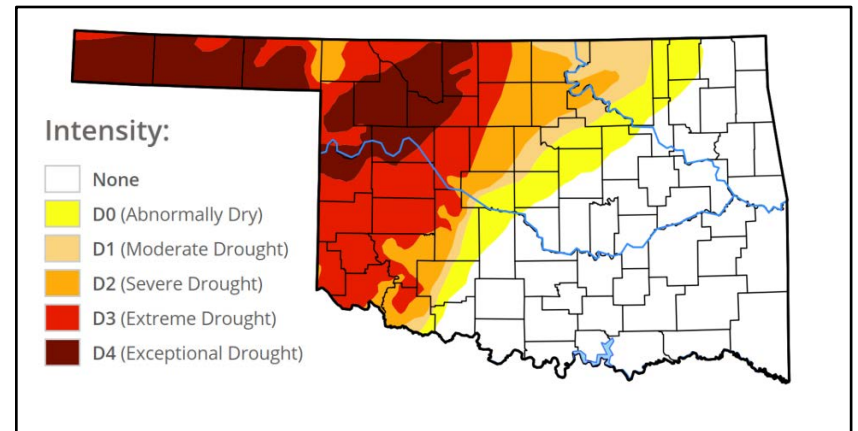 Intensity:
None
D0 (Abnormally Dry)
D1 (Moderate Drought)
D2 (Severe Drought)
D3 (Extreme Drought)
D4 (Exceptional Drought)